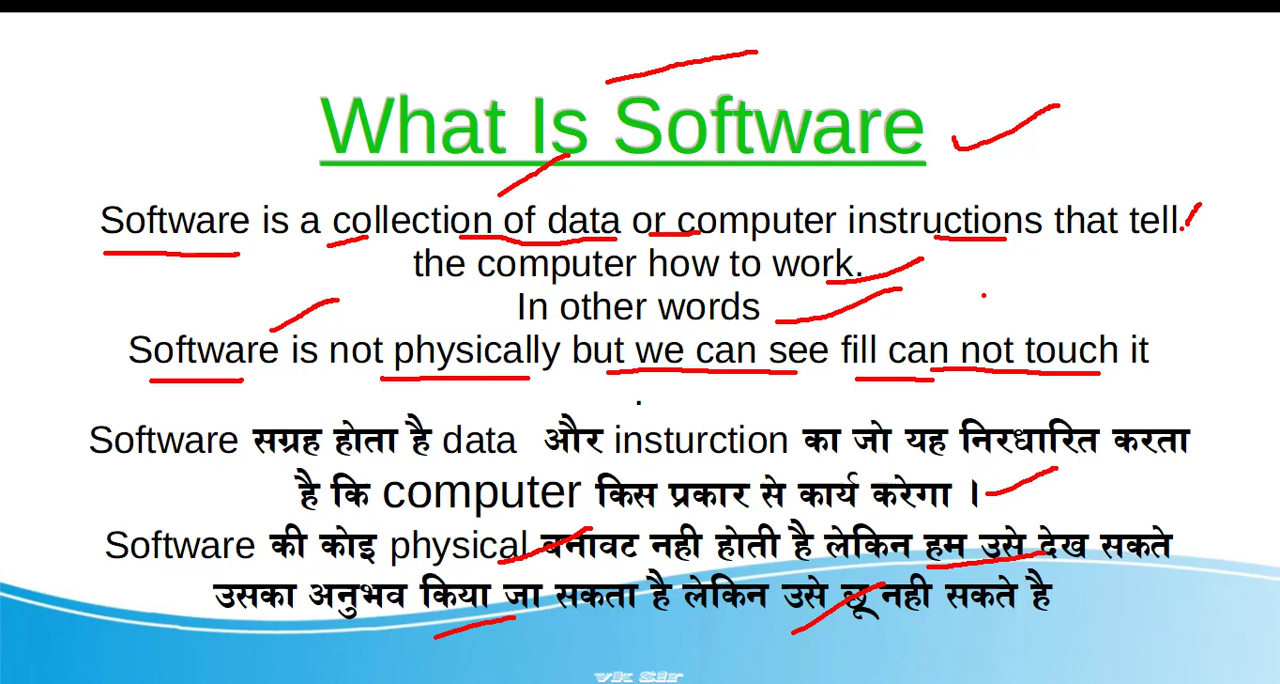 What Is Software
Software is a collection of data or computer instructions that tell
the computer how to work.
In other words
Software is not physically but we can see fill can not touch it
.
Software सग्रह होता है data और insturction का जो यह निरधारित करता
है कि computer किस प्रकार से कार्य करेगा ।
Software की कोइ physical बनावट नही होती है लेकिन हम उसे देख सकते
उसका अनुभव किया जा सकता है लेकिन उसे छू नही सकते है
vk Sir